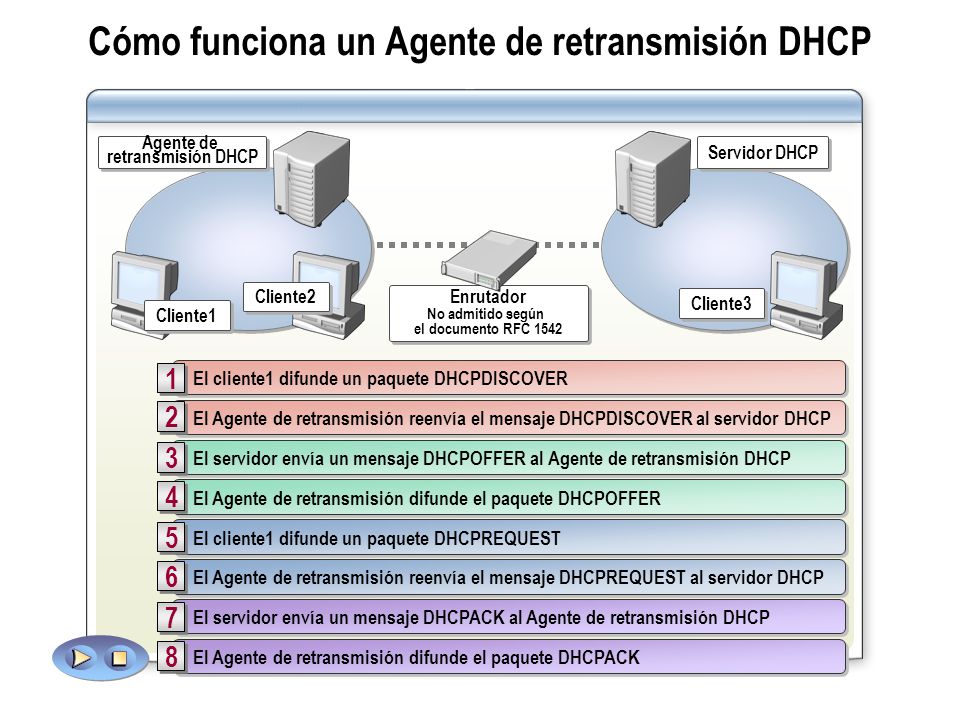 Cómo funciona un Agente de retransmisión DHCP
Agente de
retransmisión DHCP
Servidor DHCP
Cliente2
Cliente1
Enrutador
No admitido según
el documento RFC 1542
Cliente3
1 El cliente1 difunde un paquete DHCPDISCOVER
2 El Agente de retransmisión reenvía el mensaje DHCPDISCOVER al servidor DHCP
3 El servidor envía un mensaje DHCPOFFER al Agente de retransmisión DHCP
4 El Agente de retransmisión difunde el paquete DHCPOFFER
5 El cliente1 difunde un paquete DHCPREQUEST
6 El Agente de retransmisión reenvía el mensaje DHCPREQUEST al servidor DHCP
7 El servidor envía un mensaje DHCPACK al Agente de retransmisión DHCP
8 El Agente de retransmisión difunde el paquete DHCPACK